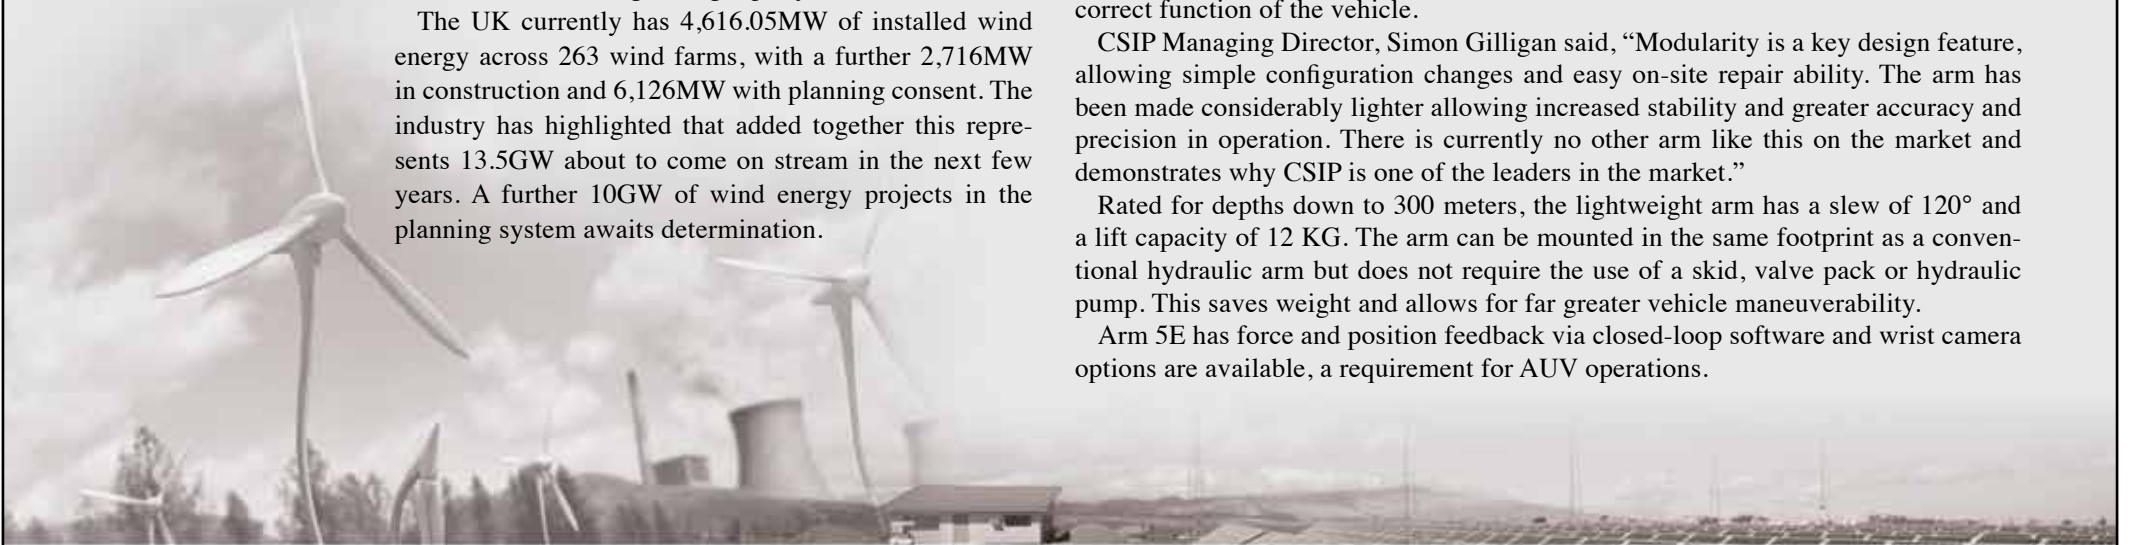 The UK currently has 4,616.05MW of installed wind
energy across 263 wind farms, with a further 2,716MW
in construction and 6,126MW with planning consent. The
industry has highlighted that added together this repre-
sents 13.5GW about to come on stream in the next few
years. A further 10GW of wind energy projects in the
planning system awaits determination.
correct function of the vehicle.
CSIP Managing Director, Simon Gilligan said, “Modularity is a key design feature,
allowing simple configuration changes and easy on-site repair ability. The arm has
been made considerably lighter allowing increased stability and greater accuracy and
precision in operation. There is currently no other arm like this on the market and
demonstrates why CSIP is one of the leaders in the market.”
Rated for depths down to 300 meters, the lightweight arm has a slew of 120° and
a lift capacity of 12 KG. The arm can be mounted in the same footprint as a conven-
tional hydraulic arm but does not require the use of a skid, valve pack or hydraulic
pump. This saves weight and allows for far greater vehicle maneuverability.
Arm 5E has force and position feedback via closed-loop software and wrist camera
options are available, a requirement for AUV operations.